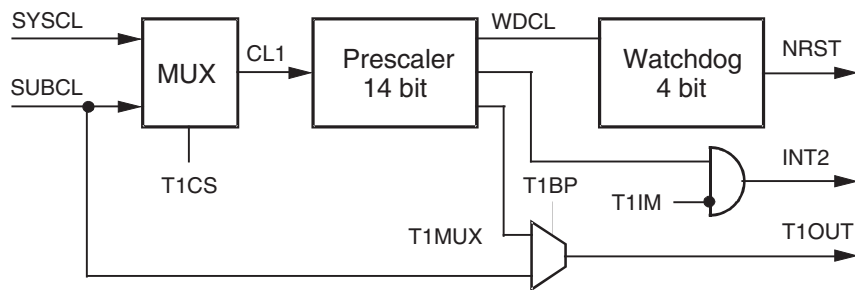 SYSCL
WDCL
NRST
CL1
MUX
Prescaler
14 bit
Watchdog
4 bit
SUBCL
INT2
T1CS
T1BP
T1IM
T1MUX
T1OUT